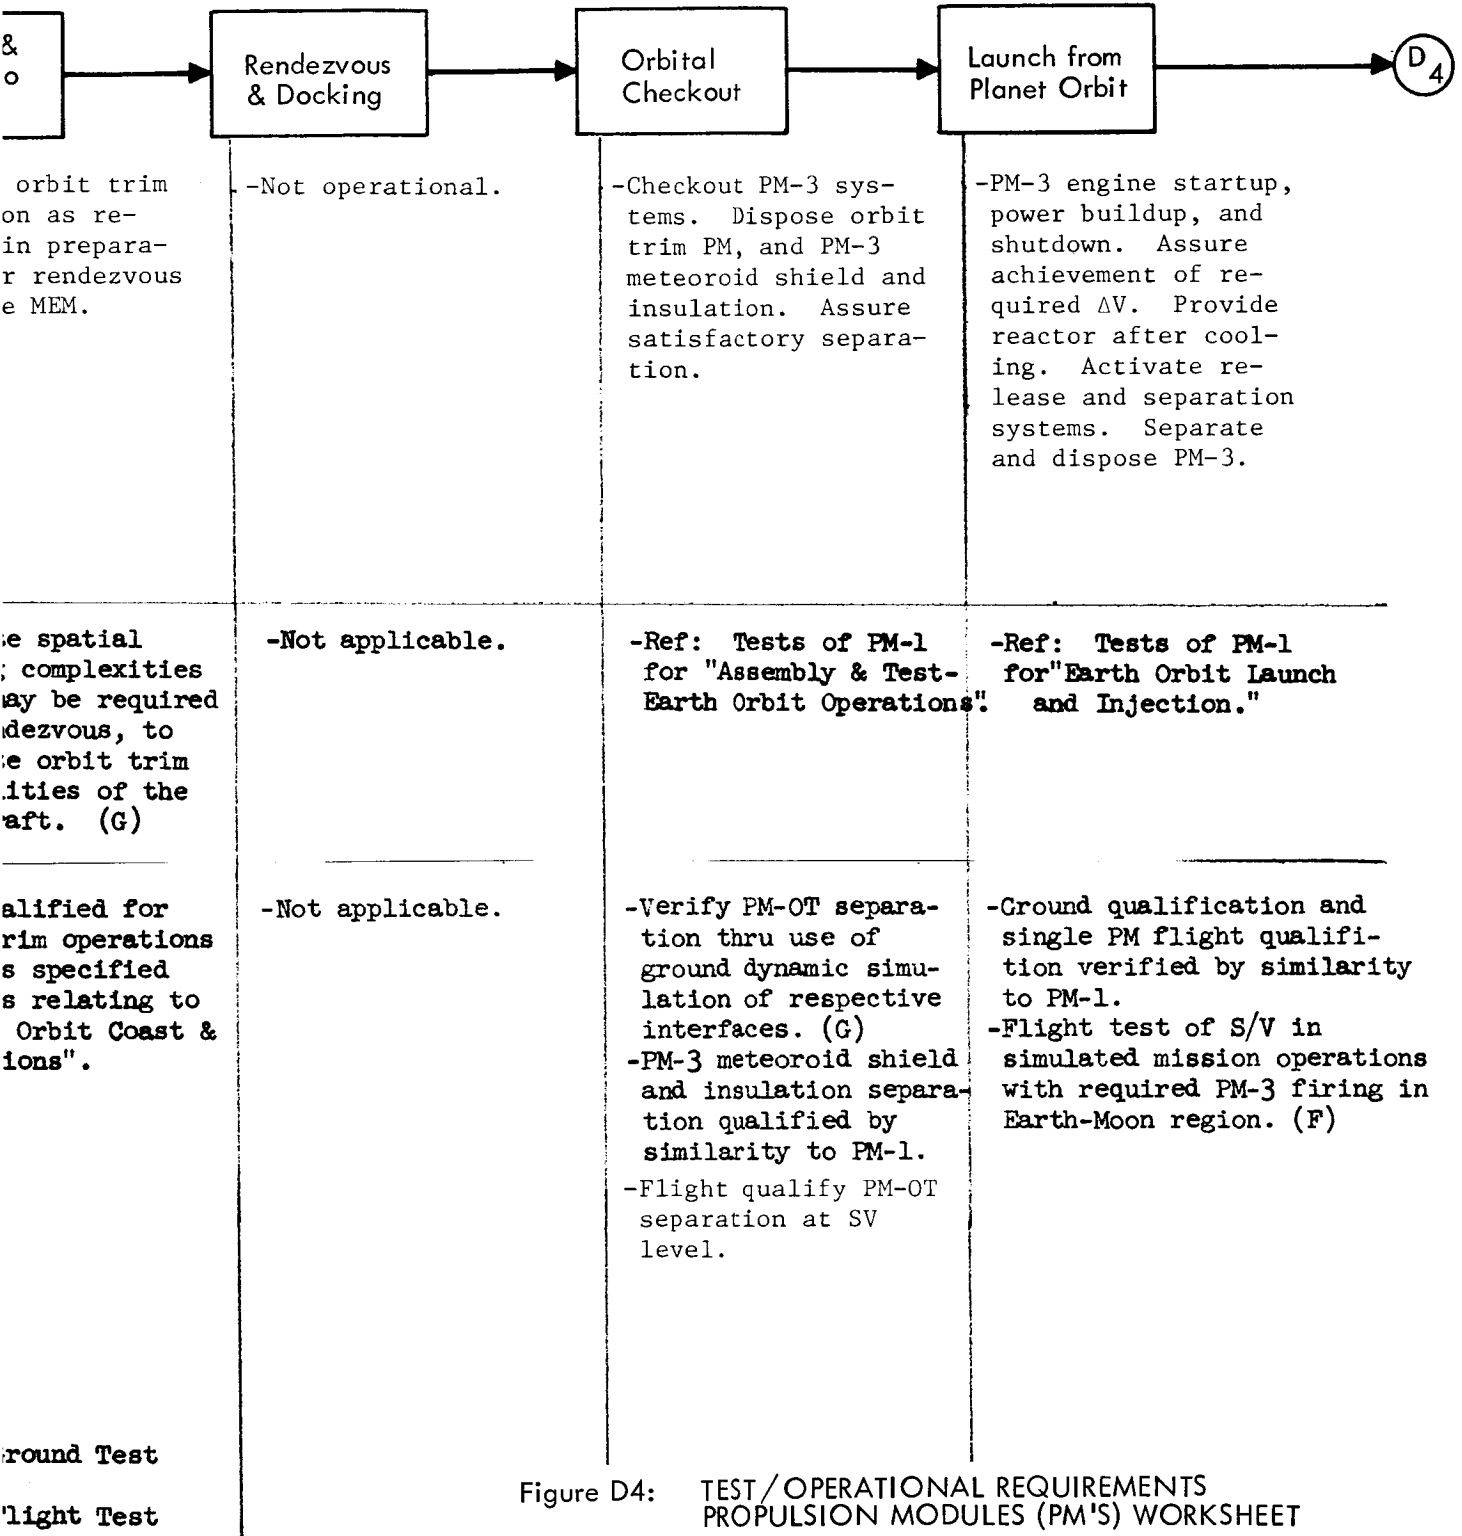 &
o
Rendezvous
& Docking
Orbital
Checkout
Launch from
Planet Orbit
D
4
orbit trim
on as re-
in prepara-
r rendezvous
e MEM.
-Not operational.
-Checkout PM-3 sys-
tems. Dispose orbit
trim PM, and PM-3
meteoroid shield and
insulation. Assure
satisfactory separa-
tion.
-PM-3 engine startup,
power buildup, and
shutdown. Assure
achievement of re-
quired ΔV. Provide
reactor after cool-
ing. Activate re-
lease and separation
systems. Separate
and dispose PM-3.
e spatial
; complexities
may be required
dezvous, to
e orbit trim
ities of the
raft. (G)
-Not applicable.
-Ref: Tests of PM-1
for "Assembly & Test-
Earth Orbit Operations".
-Ref: Tests of PM-1
for"Earth Orbit Launch
and Injection."
alified for
rim operations
s specified
s relating to
Orbit Coast &
ions".
-Not applicable.
-Verify PM-OT separa-
tion thru use of
ground dynamic simu-
lation of respective
interfaces. (G)
-PM-3 meteoroid shield
and insulation separa-
tion qualified by
similarity to PM-1.
-Flight qualify PM-OT
separation at SV
level.
-Ground qualification and
single PM flight qualifi-
tion verified by similarity
to PM-1.
-Flight test of S/V in
simulated mission operations
with required PM-3 firing in
Earth-Moon region. (F)
round Test
light Test
Figure D4: TEST/OPERATIONAL REQUIREMENTS
PROPULSION MODULES (PM'S) WORKSHEET